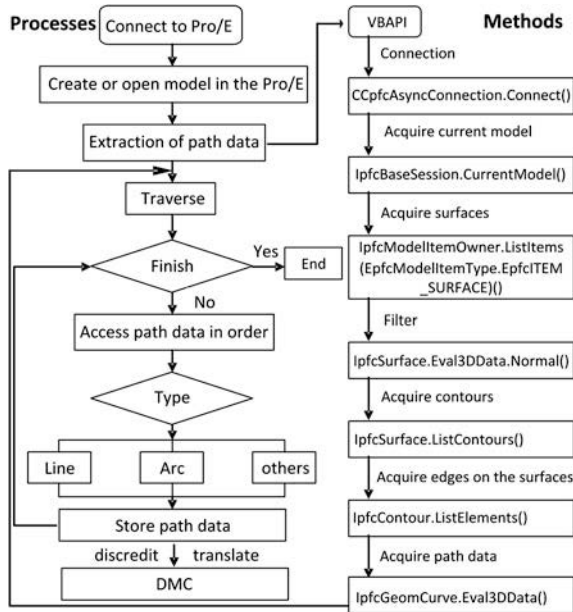 Processes
Connect to Pro/E
Create or open model in the Pro/E
Extraction of path data
Traverse
Finish
Yes
End
No
Access path data in order
Type
Line
Arc
others
Store path data
discredit
translate
DMC
VBAPI
Methods
Connection
CCpfcAsyncConnection.Connect()
Acquire current model
IpfcBaseSession.CurrentModel()
Acquire surfaces
IpfcModelItemOwner.ListItems
(EpfcModelItemType.EpfcITEM
_SURFACE)()
Filter
IpfcSurface.Eval3DData.Normal()
Acquire contours
IpfcSurface.ListContours()
Acquire edges on the surfaces
IpfcContour.ListElements()
Acquire path data
IpfcGeomCurve.Eval3DData()